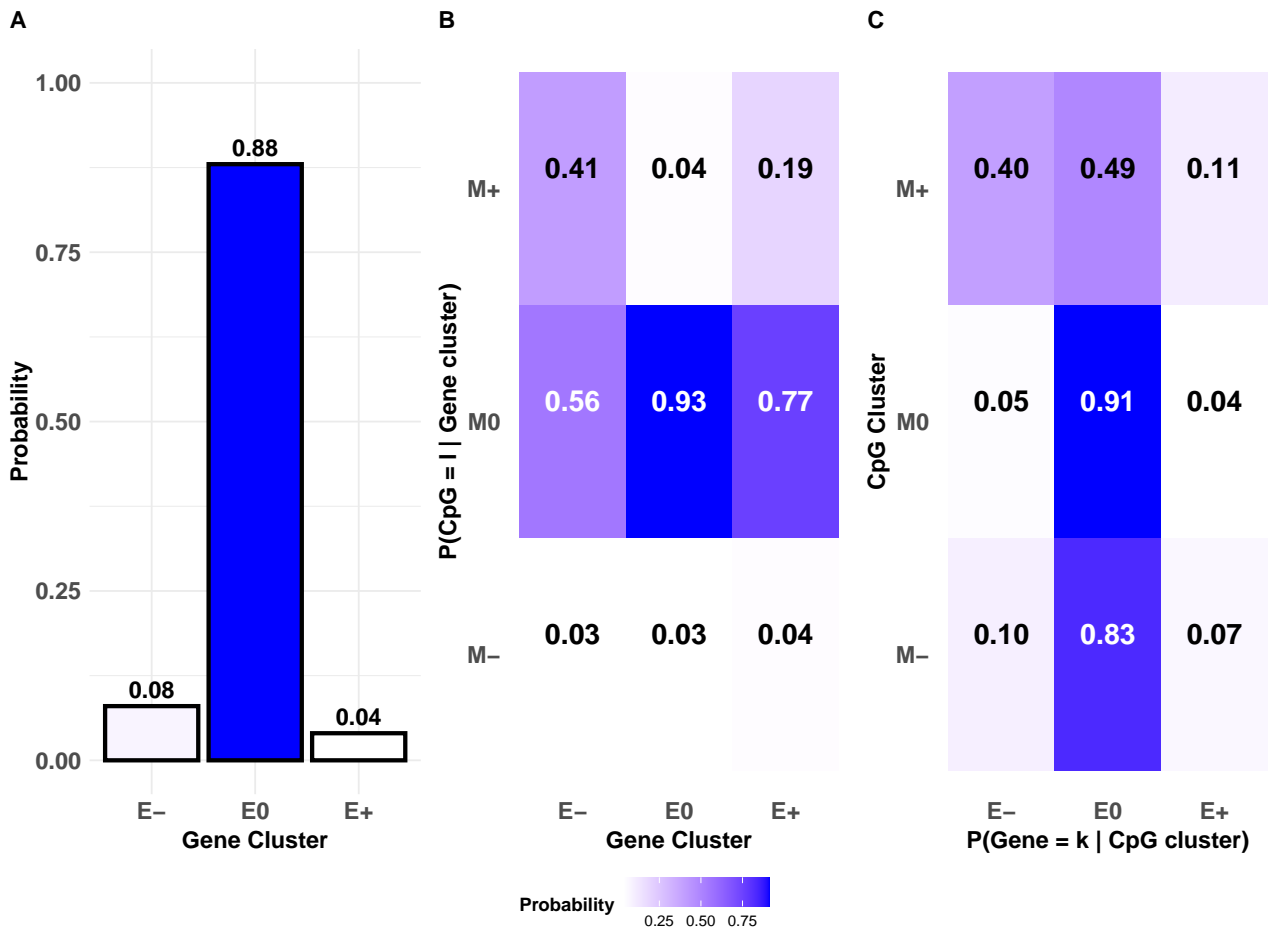 A
1.00
0.75
0.50
0.25
0.00
Probability
0.08
0.88
0.04
E− E0 E+
Gene Cluster
B
P(CpG = l | Gene cluster)
M+ 0.41 0.04 0.19
M0 0.56 0.93 0.77
M− 0.03 0.03 0.04
E− E0 E+
Gene Cluster
C
CpG Cluster
M+ 0.40 0.49 0.11
M0 0.05 0.91 0.04
M− 0.10 0.83 0.07
E− E0 E+
P(Gene = k | CpG cluster)
Probability
0.25 0.50 0.75